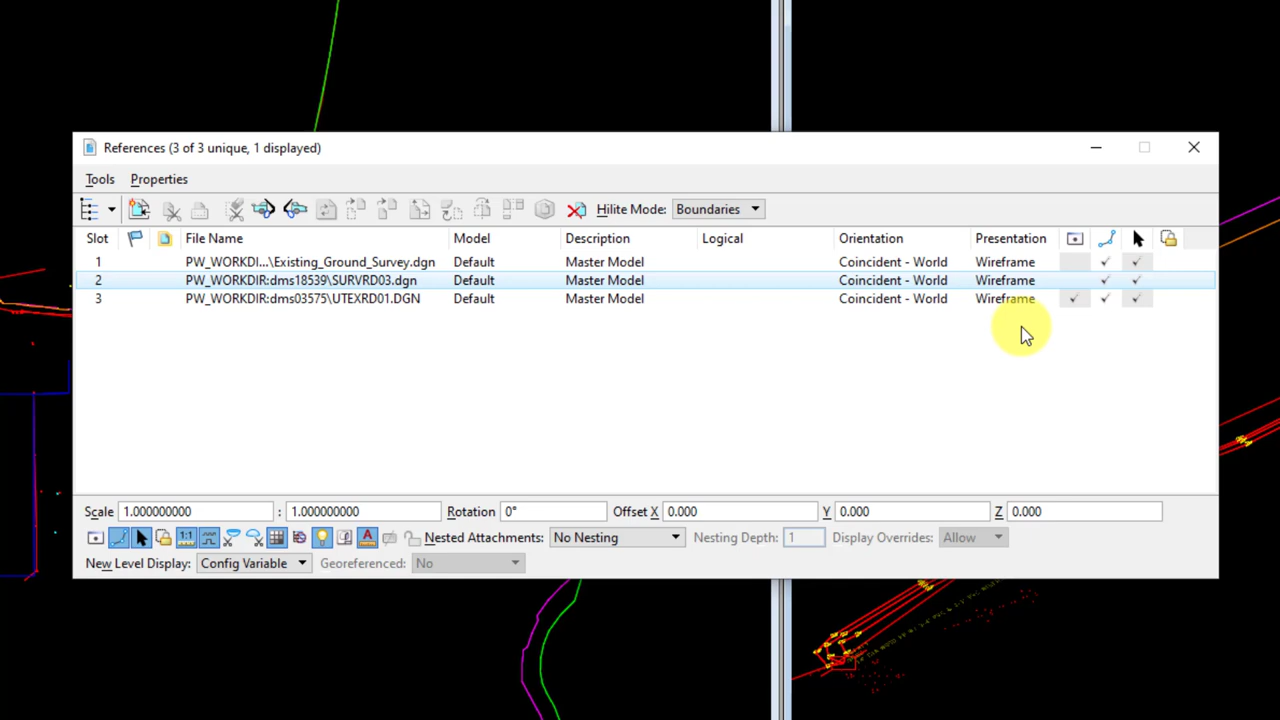 References (3 of 3 unique, 1 displayed)
Tools Properties
Hilite Mode: Boundaries
Slot File Name Model Description Logical Orientation Presentation
1 PW_WORKDI...\Existing_Ground_Survey.dgn Default Master Model Coincident - World Wireframe
2 PW_WORKDIR:dms18539\SURVRD03.dgn Default Master Model Coincident - World Wireframe
3 PW_WORKDIR:dms03575\UTEXRD01.DGN Default Master Model Coincident - World Wireframe
Scale 1.000000000 : 1.000000000 Rotation 0° Offset X 0.000 Y 0.000 Z 0.000
1:1 A Nested Attachments: No Nesting Nesting Depth: 1 Display Overrides: Allow
New Level Display: Config Variable Georeferenced: No